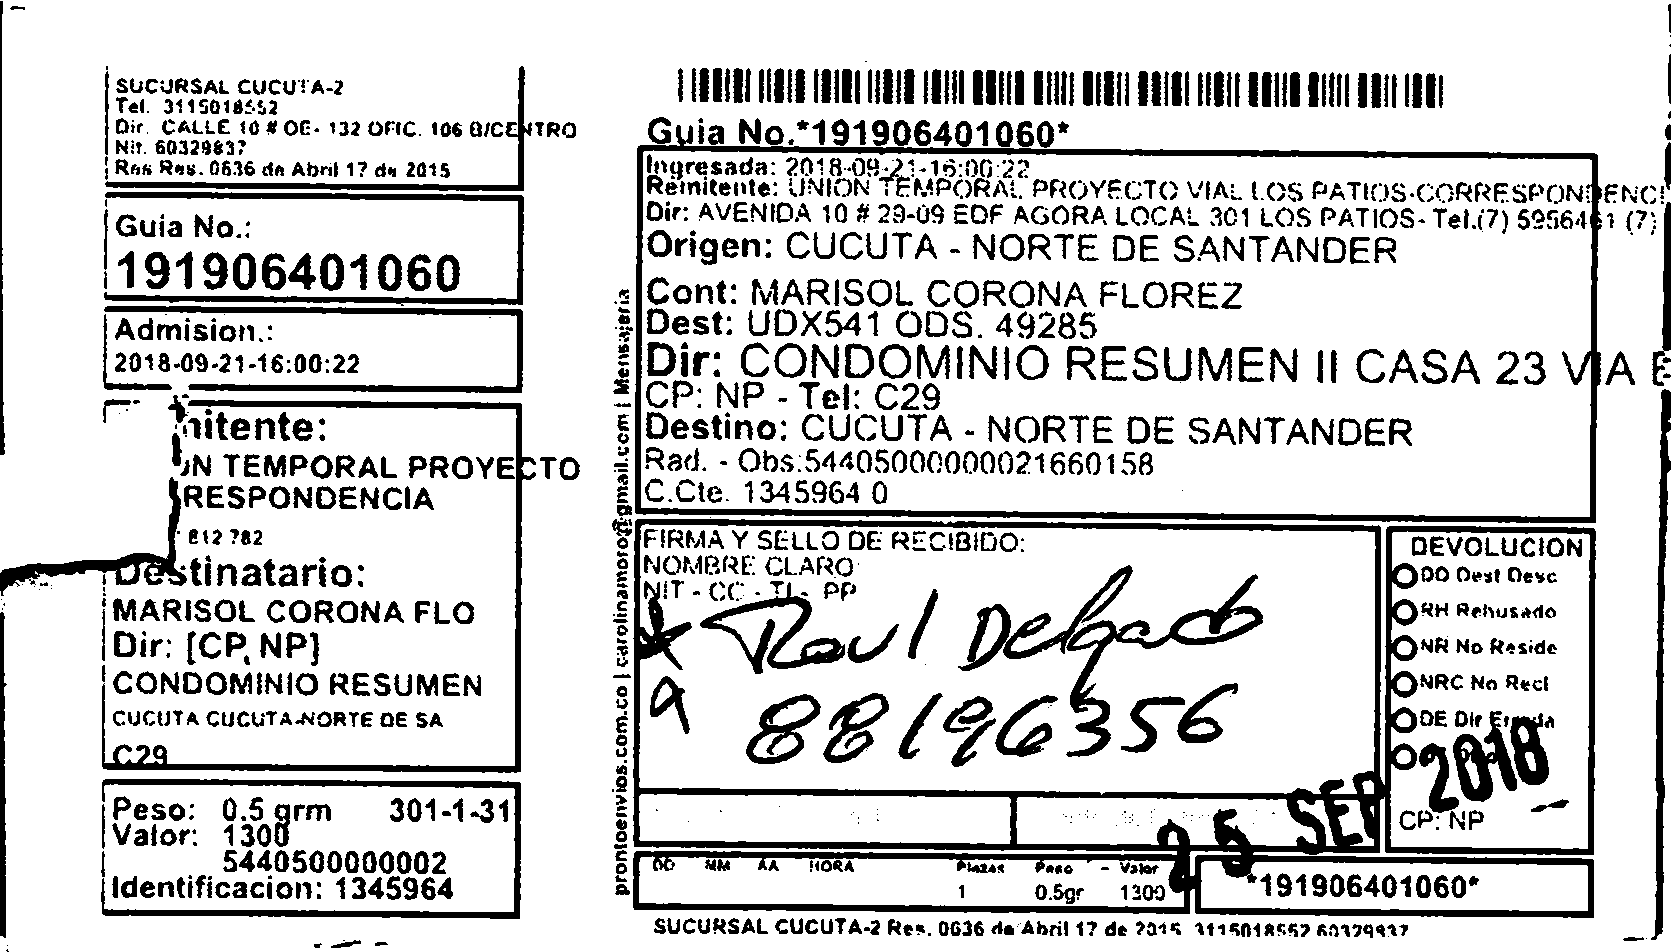 SUCURSAL CUCUTA-2
Tel. 3115018552
Dir. CALLE 10 # OE- 132 OFIC. 106 B/CENTRO
Nit. 60329837
Res Res. 0636 de Abril 17 de 2015
Guia No.:
191906401060
Admision.:
2018-09-21-16:00:22
nitente:
ON TEMPORAL PROYECTO
RESPONDENCIA
812 782
Destinatario:
MARISOL CORONA FLO
Dir: [CP, NP]
CONDOMINIO RESUMEN
CUCUTA CUCUTA-NORTE DE SA
C29
Peso: 0.5 grm 301-1-31
Valor: 1300
5440500000002
Identificacion: 1345964
prontoenvios.com.co | carolinamoro@gmail.com | Mensajeria
Guia No.*191906401060*
Ingresada: 2018-09-21-16:00:22
Remitente: UNION TEMPORAL PROYECTO VIAL LOS PATIOS-CORRESPONDENCI
Dir: AVENIDA 10 # 29-09 EDF AGORA LOCAL 301 LOS PATIOS- Tel.(7) 5956461 (7)
Origen: CUCUTA - NORTE DE SANTANDER
Cont: MARISOL CORONA FLOREZ
Dest: UDX541 ODS. 49285
Dir: CONDOMINIO RESUMEN II CASA 23 VIA E
CP: NP - Tel: C29
Destino: CUCUTA - NORTE DE SANTANDER
Rad. - Obs:544050000000021660158
C.Cte. 1345964 0
FIRMA Y SELLO DE RECIBIDO:
NOMBRE CLARO
NIT - CC - TI - PP
Raul Delgado
88196356
DEVOLUCION
DD Dest Desc
RH Rehusado
NR No Reside
NRC No Recl
DE Dir Errada
CP: NP
25 SEP 2018
DD MM AA HORA Piezas Peso - Valor
1 0.5gr 1300
*191906401060*
SUCURSAL CUCUTA-2 Res. 0636 de Abril 17 de 2015 3115018552 60329837